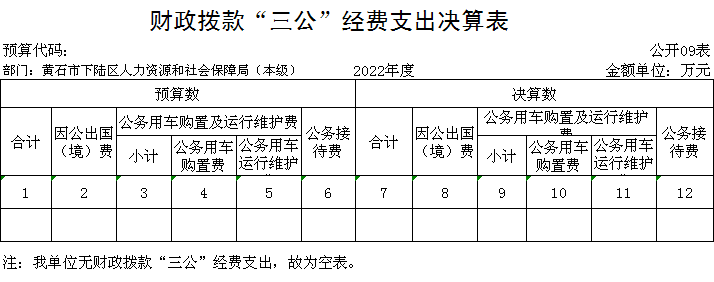 财政拨款“三公”经费支出决算表
预算代码： 公开09表
部门：黄石市下陆区人力资源和社会保障局（本级） 2022年度 金额单位：万元
预算数 决算数
合计 因公出国（境）费 公务用车购置及运行维护费 公务接待费 合计 因公出国（境）费 公务用车购置及运行维护 公务接待费
小计 公务用车购置费 公务用车运行维护 小计 公务用车购置费 公务用车运行维护
1 2 3 4 5 6 7 8 9 10 11 12
注：我单位无财政拨款“三公”经费支出，故为空表。